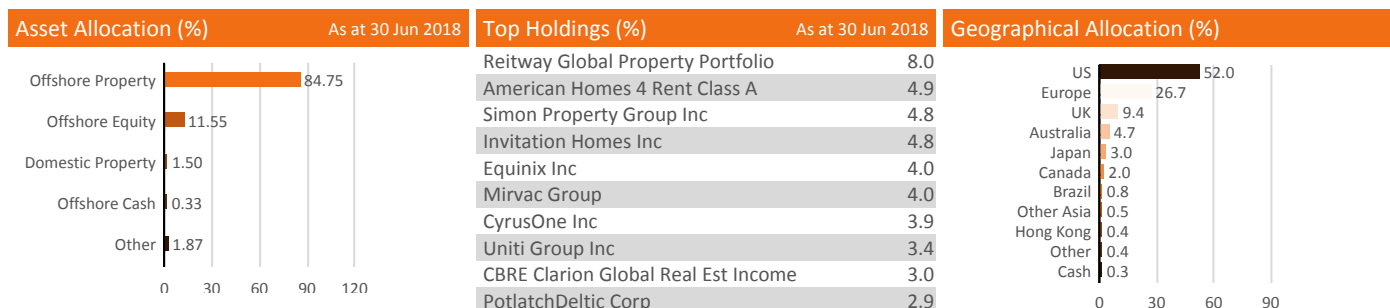 Asset Allocation (%) As at 30 Jun 2018
Offshore Property 84.75
Offshore Equity 11.55
Domestic Property 1.50
Offshore Cash 0.33
Other 1.87
0 30 60 90 120
Top Holdings (%) As at 30 Jun 2018
Reitway Global Property Portfolio 8.0
American Homes 4 Rent Class A 4.9
Simon Property Group Inc 4.8
Invitation Homes Inc 4.8
Equinix Inc 4.0
Mirvac Group 4.0
CyrusOne Inc 3.9
Uniti Group Inc 3.4
CBRE Clarion Global Real Est Income 3.0
PotlatchDeltic Corp 2.9
Geographical Allocation (%)
US 52.0
Europe 26.7
UK 9.4
Australia 4.7
Japan 3.0
Canada 2.0
Brazil 0.8
Other Asia 0.5
Hong Kong 0.4
Other 0.4
Cash 0.3
0 30 60 90